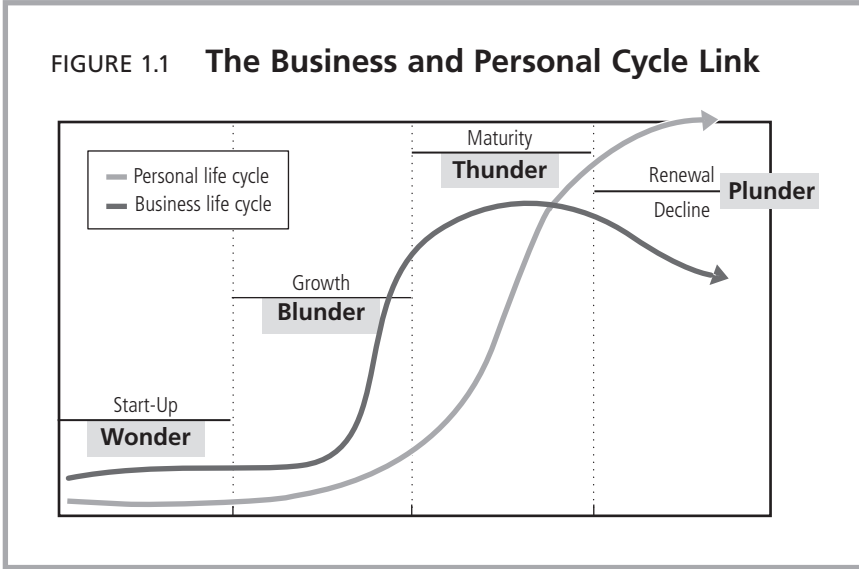 FIGURE 1.1 The Business and Personal Cycle Link
Personal life cycle
Business life cycle
Maturity
Thunder
Renewal
Plunder
Decline
Growth
Blunder
Start-Up
Wonder